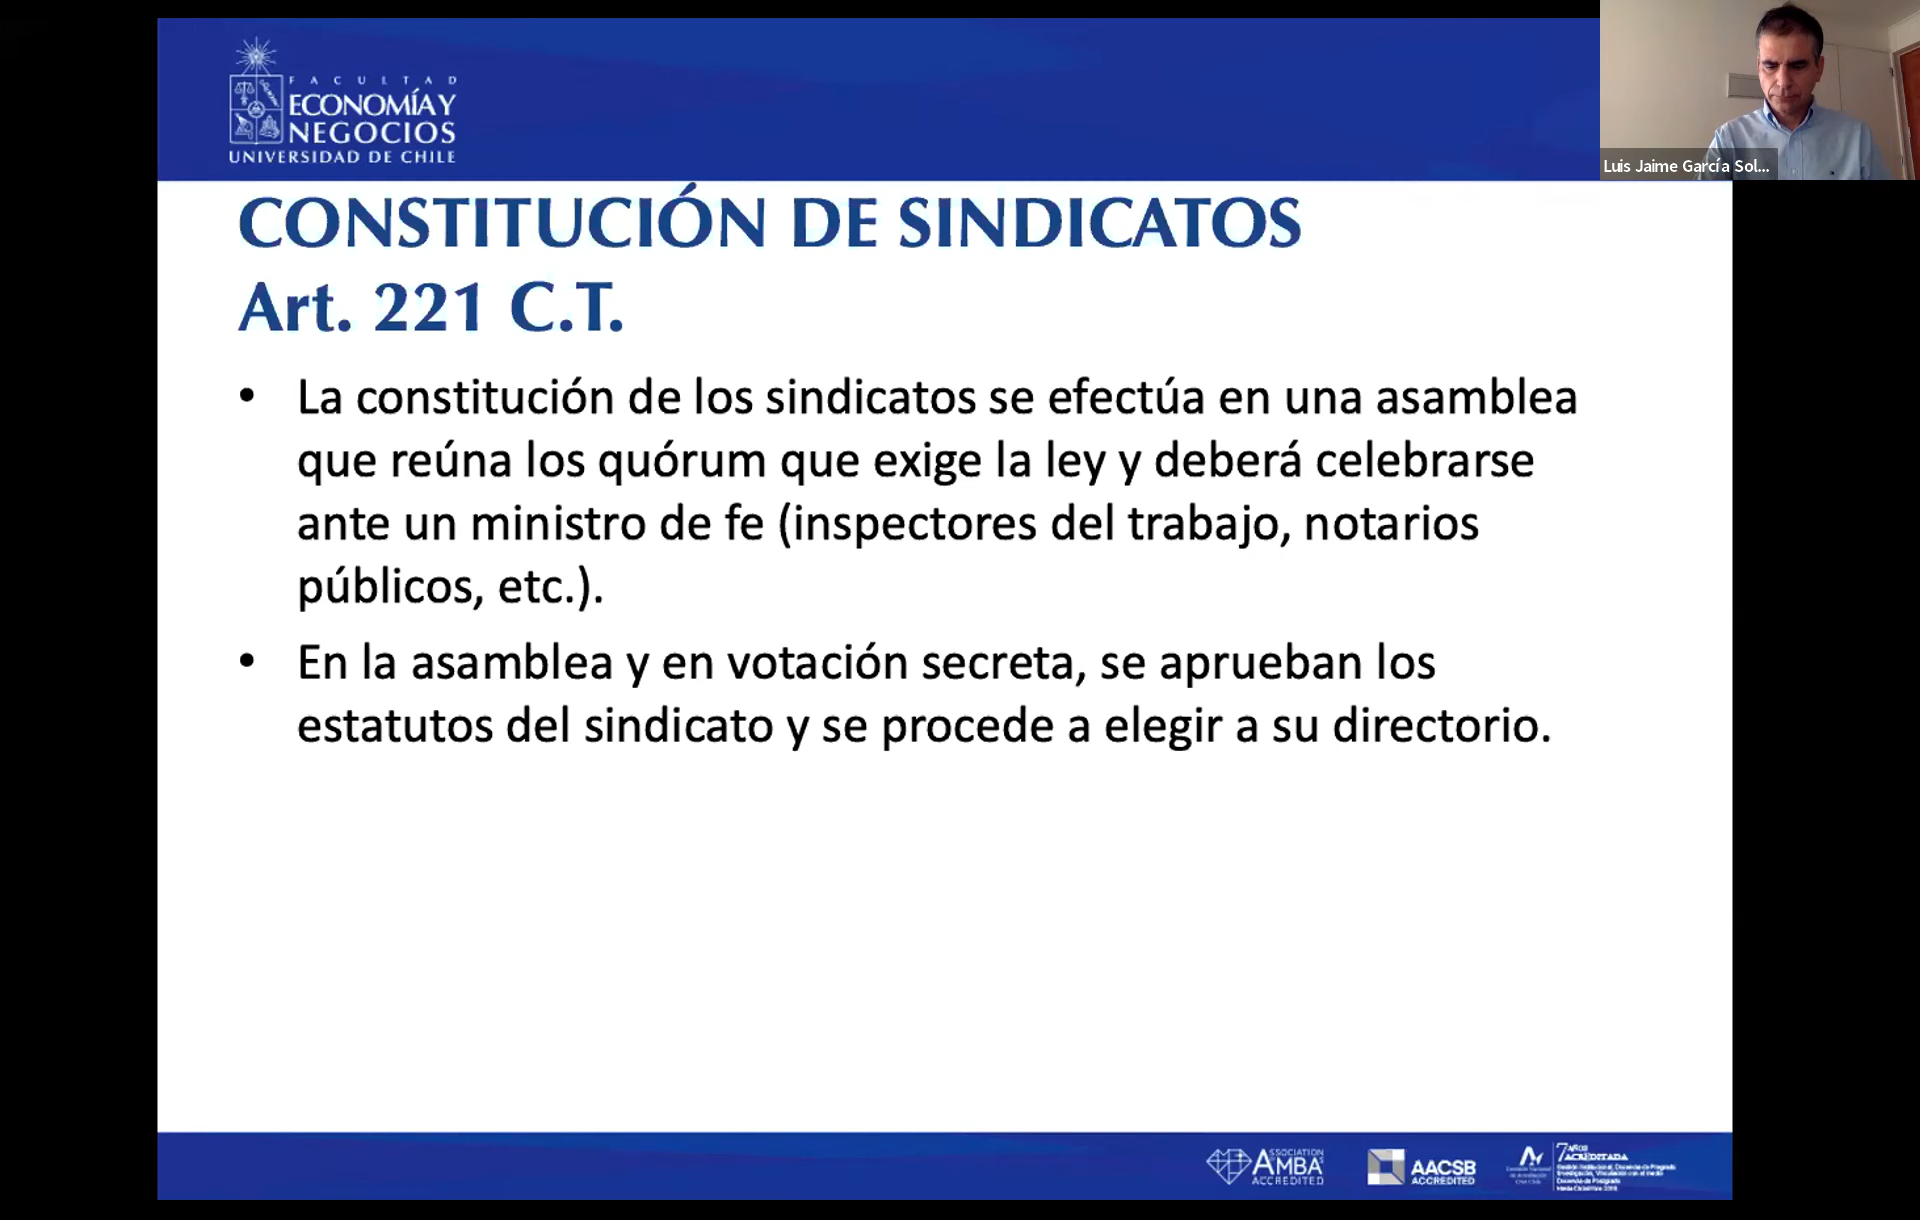 FACULTAD
ECONOMÍA Y
NEGOCIOS
UNIVERSIDAD DE CHILE
Luis Jaime García Sol...
CONSTITUCIÓN DE SINDICATOS
Art. 221 C.T.
• La constitución de los sindicatos se efectúa en una asamblea
que reúna los quórum que exige la ley y deberá celebrarse
ante un ministro de fe (inspectores del trabajo, notarios
públicos, etc.).
• En la asamblea y en votación secreta, se aprueban los
estatutos del sindicato y se procede a elegir a su directorio.
ASSOCIATION
AMBA
ACCREDITED
AACSB
ACCREDITED
7 AÑOS
ACREDITADA